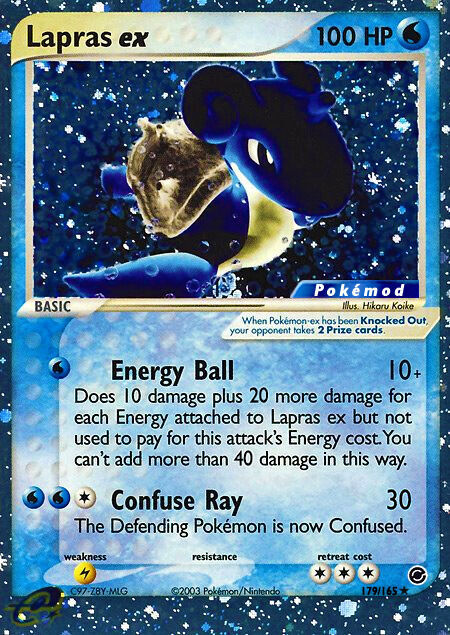 Lapras ex 100 HP
Pokémod
BASIC
Illus. Hikaru Koike
When Pokémon-ex has been Knocked Out,
your opponent takes 2 Prize cards.
Energy Ball 10+
Does 10 damage plus 20 more damage for
each Energy attached to Lapras ex but not
used to pay for this attack's Energy cost. You
can't add more than 40 damage in this way.
Confuse Ray 30
The Defending Pokémon is now Confused.
weakness resistance retreat cost
C97-Z8Y-MLG ©2003 Pokémon/Nintendo 179/165 ★